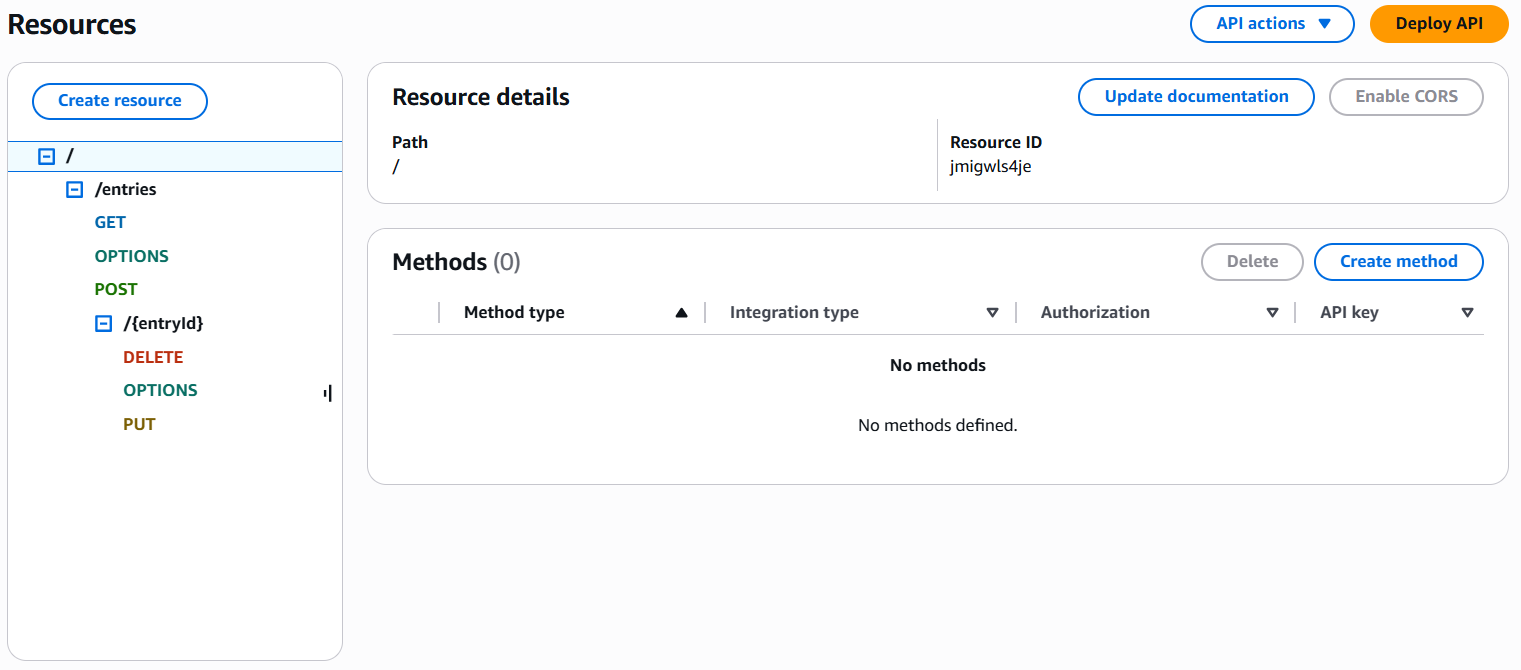 Resources
API actions
Deploy API
Create resource
/
/entries
GET
OPTIONS
POST
/{entryId}
DELETE
OPTIONS
PUT
Resource details
Update documentation
Enable CORS
Path
/
Resource ID
jmigwls4je
Methods (0)
Delete
Create method
Method type
Integration type
Authorization
API key
No methods
No methods defined.